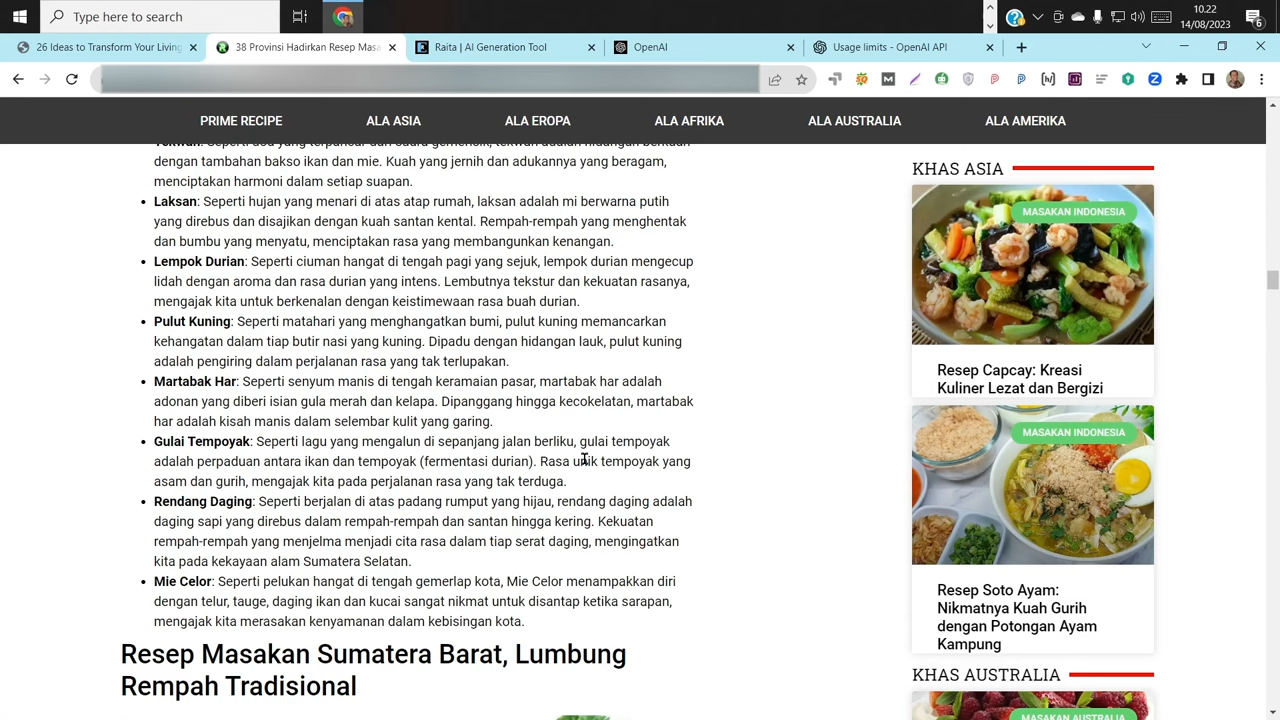 Type here to search
10.22
14/08/2023
6
26 Ideas to Transform Your Living
38 Provinsi Hadirkan Resep Masa
Raita | AI Generation Tool
OpenAI
Usage limits - OpenAI API
PRIME RECIPE
ALA ASIA
ALA EROPA
ALA AFRIKA
ALA AUSTRALIA
ALA AMERIKA
Tekwan: Seperti doa yang terpancar dari suara gemerisik, tekwan adalah hidangan berkuah
dengan tambahan bakso ikan dan mie. Kuah yang jernih dan adukannya yang beragam,
menciptakan harmoni dalam setiap suapan.
• Laksan: Seperti hujan yang menari di atas atap rumah, laksan adalah mi berwarna putih
yang direbus dan disajikan dengan kuah santan kental. Rempah-rempah yang menghentak
dan bumbu yang menyatu, menciptakan rasa yang membangunkan kenangan.
• Lempok Durian: Seperti ciuman hangat di tengah pagi yang sejuk, lempok durian mengecup
lidah dengan aroma dan rasa durian yang intens. Lembutnya tekstur dan kekuatan rasanya,
mengajak kita untuk berkenalan dengan keistimewaan rasa buah durian.
• Pulut Kuning: Seperti matahari yang menghangatkan bumi, pulut kuning memancarkan
kehangatan dalam tiap butir nasi yang kuning. Dipadu dengan hidangan lauk, pulut kuning
adalah pengiring dalam perjalanan rasa yang tak terlupakan.
• Martabak Har: Seperti senyum manis di tengah keramaian pasar, martabak har adalah
adonan yang diberi isian gula merah dan kelapa. Dipanggang hingga kecokelatan, martabak
har adalah kisah manis dalam selembar kulit yang garing.
• Gulai Tempoyak: Seperti lagu yang mengalun di sepanjang jalan berliku, gulai tempoyak
adalah perpaduan antara ikan dan tempoyak (fermentasi durian). Rasa unik tempoyak yang
asam dan gurih, mengajak kita pada perjalanan rasa yang tak terduga.
• Rendang Daging: Seperti berjalan di atas padang rumput yang hijau, rendang daging adalah
daging sapi yang direbus dalam rempah-rempah dan santan hingga kering. Kekuatan
rempah-rempah yang menjelma menjadi cita rasa dalam tiap serat daging, mengingatkan
kita pada kekayaan alam Sumatera Selatan.
• Mie Celor: Seperti pelukan hangat di tengah gemerlap kota, Mie Celor menampakkan diri
dengan telur, tauge, daging ikan dan kucai sangat nikmat untuk disantap ketika sarapan,
mengajak kita merasakan kenyamanan dalam kebisingan kota.
Resep Masakan Sumatera Barat, Lumbung
Rempah Tradisional
KHAS ASIA
MASAKAN INDONESIA
Resep Capcay: Kreasi
Kuliner Lezat dan Bergizi
MASAKAN INDONESIA
Resep Soto Ayam:
Nikmatnya Kuah Gurih
dengan Potongan Ayam
Kampung
KHAS AUSTRALIA
MASAKAN AUSTRALIA